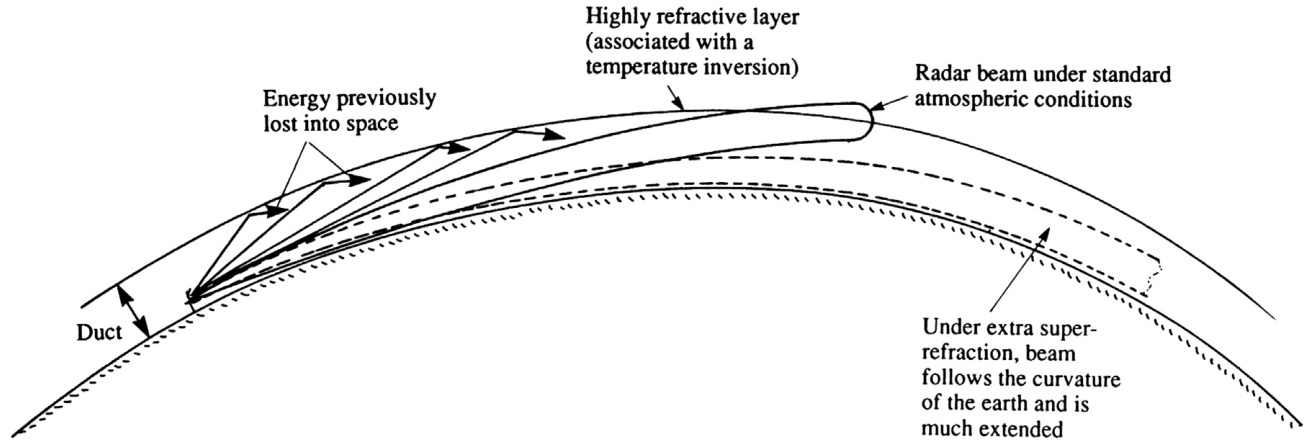 Highly refractive layer
(associated with a
temperature inversion)
Radar beam under standard
atmospheric conditions
Energy previously
lost into space
Duct
Under extra super-
refraction, beam
follows the curvature
of the earth and is
much extended